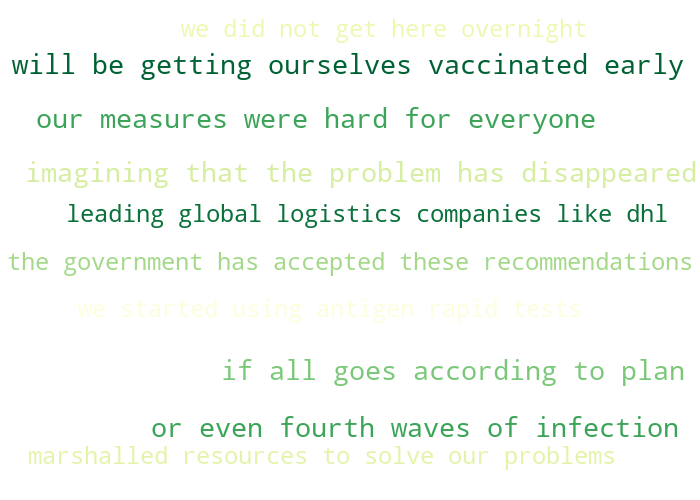 we did not get here overnight
will be getting ourselves vaccinated early
our measures were hard for everyone
imagining that the problem has disappeared
leading global logistics companies like dhl
the government has accepted these recommendations
we started using antigen rapid tests
if all goes according to plan
or even fourth waves of infection
marshalled resources to solve our problems